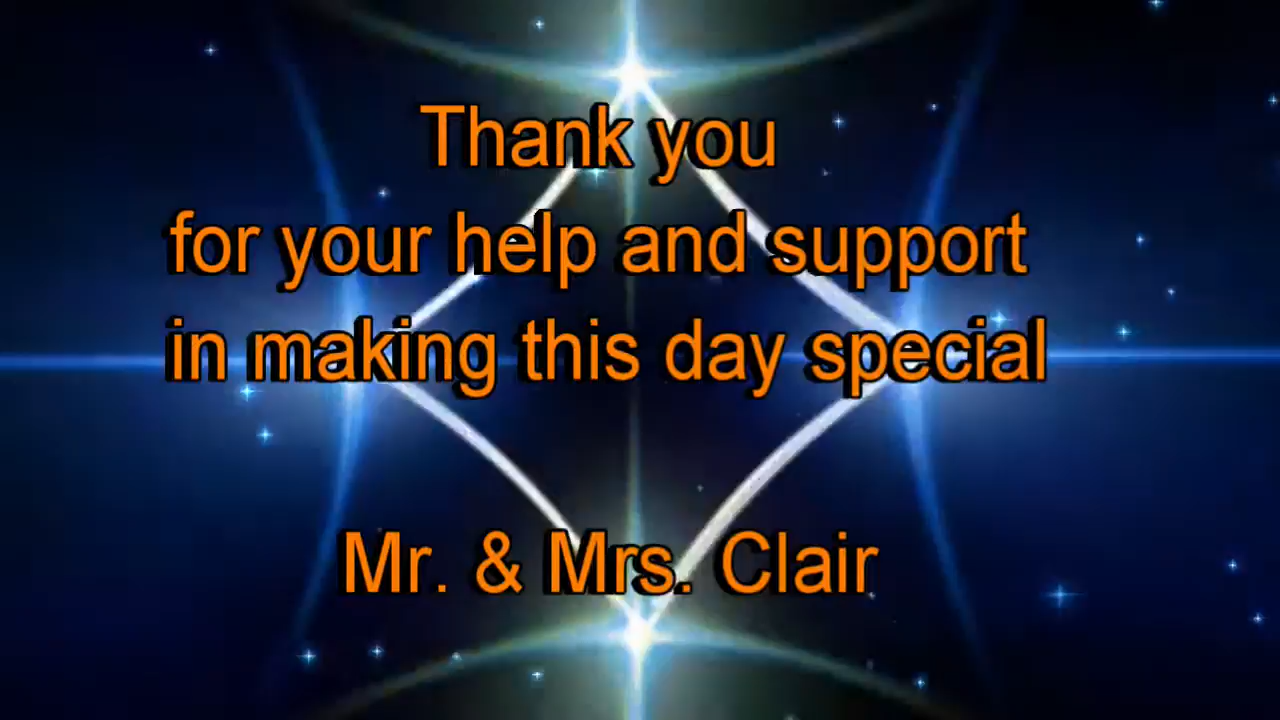 Thank you
for your help and support
in making this day special
Mr. & Mrs. Clair